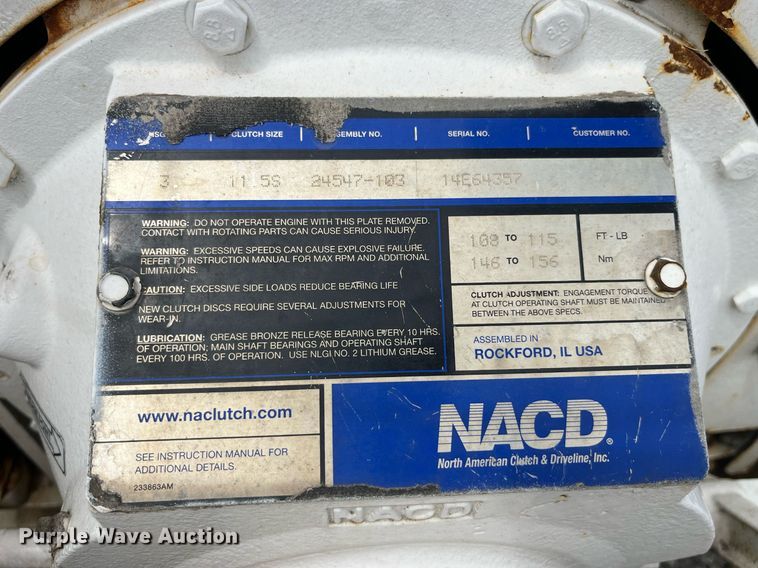 8.5
8.5
CLUTCH SIZE
SERIAL NO.
CUSTOMER NO.
3 11.5S 24547-103 14E64357
WARNING: DO NOT OPERATE ENGINE WITH THIS PLATE REMOVED.
CONTACT WITH ROTATING PARTS CAN CAUSE SERIOUS INJURY.
WARNING: EXCESSIVE SPEEDS CAN CAUSE EXPLOSIVE FAILURE.
REFER TO INSTRUCTION MANUAL FOR MAX RPM AND ADDITIONAL
LIMITATIONS.
CAUTION: EXCESSIVE SIDE LOADS REDUCE BEARING LIFE
NEW CLUTCH DISCS REQUIRE SEVERAL ADJUSTMENTS FOR
WEAR-IN.
LUBRICATION: GREASE BRONZE RELEASE BEARING EVERY 10 HRS.
OF OPERATION; MAIN SHAFT BEARINGS AND OPERATING SHAFT
EVERY 100 HRS. OF OPERATION. USE NLGI NO. 2 LITHIUM GREASE.
108 TO 115 FT - LB
146 TO 156 Nm
CLUTCH ADJUSTMENT: ENGAGEMENT TORQUE
AT CLUTCH OPERATING SHAFT MUST BE MAINTAINED
BETWEEN THE ABOVE SPECS.
ASSEMBLED IN
ROCKFORD, IL USA
www.naclutch.com
SEE INSTRUCTION MANUAL FOR
ADDITIONAL DETAILS.
233863AM
NACD®
North American Clutch & Driveline, Inc.
NACD
Purple Wave Auction